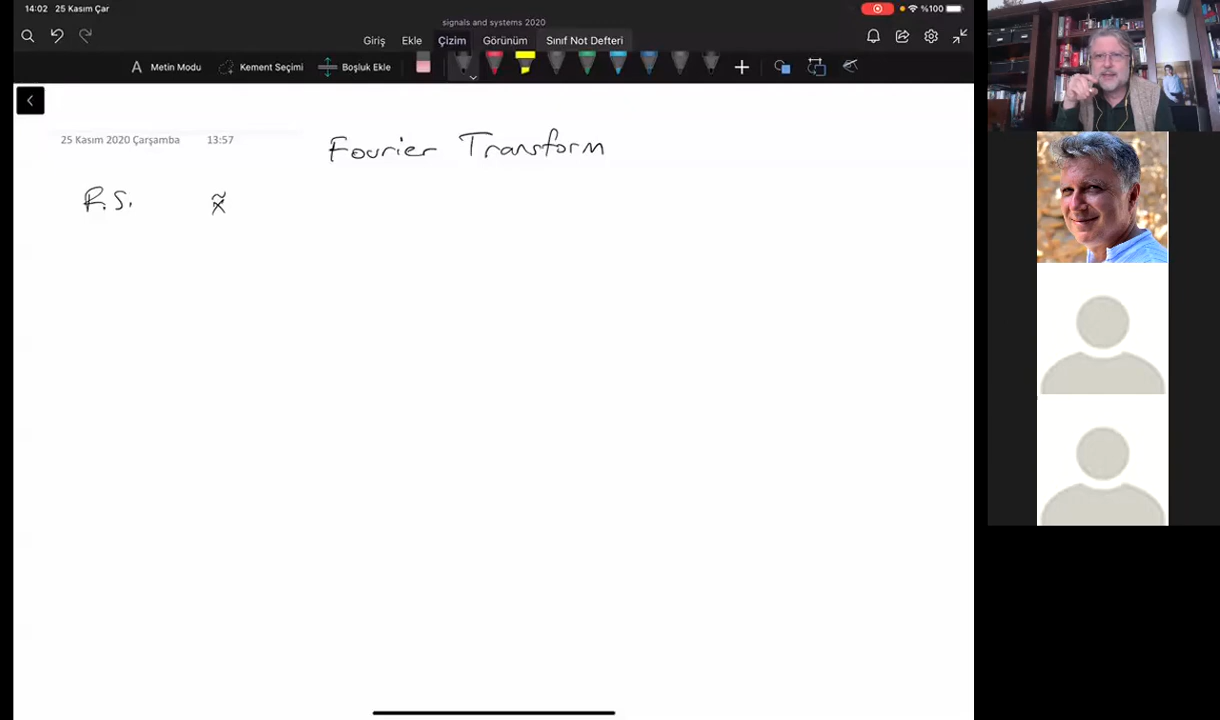 14:02 25 Kasım Çar
%100
signals and systems 2020
Giriş Ekle Çizim Görünüm Sınıf Not Defteri
Metin Modu Kement Seçimi Boşluk Ekle
25 Kasım 2020 Çarşamba 13:57
Fourier Transform
F.S. x̃